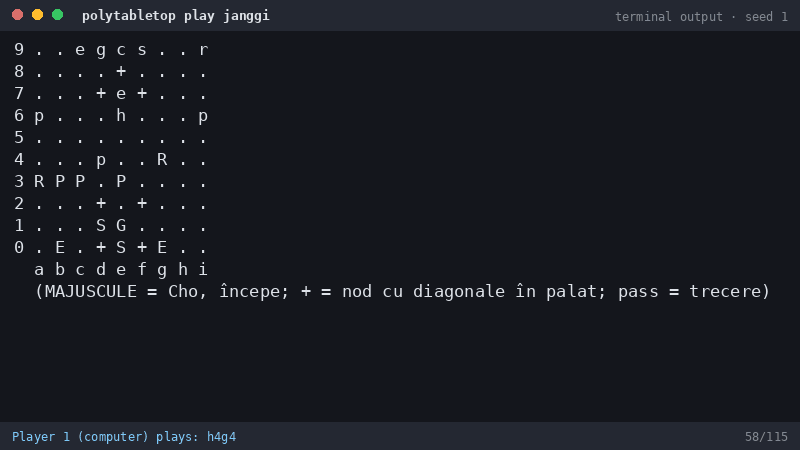 polytabletop play janggi
terminal output · seed 1
9 . . e g c s . . r
8 . . . . + . . . .
7 . . . + e + . . .
6 p . . . h . . . p
5 . . . . . . . . .
4 . . . p . . R . .
3 R P P . P . . . .
2 . . . + . + . . .
1 . . . S G . . . .
0 . E . + S + E . .
a b c d e f g h i
(MAJUSCULE = Cho, începe; + = nod cu diagonale în palat; pass = trecere)
Player 1 (computer) plays: h4g4
58/115